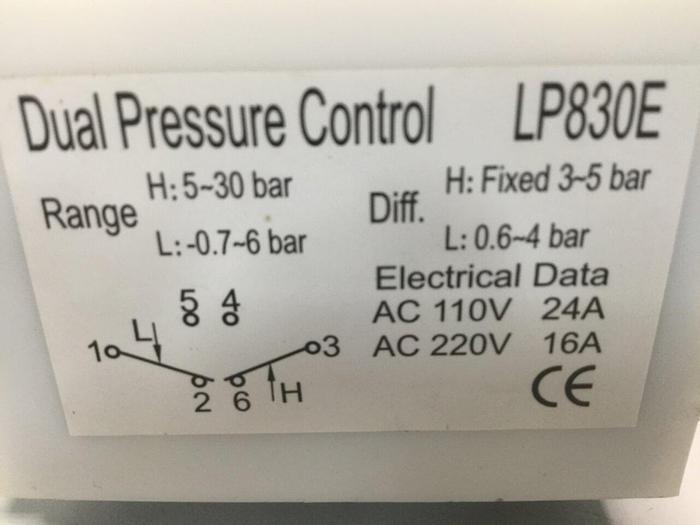 Dual Pressure Control LP830E
Range
H: 5~30 bar
L: -0.7~6 bar
Diff.
H: Fixed 3~5 bar
L: 0.6~4 bar
Electrical Data
AC 110V 24A
AC 220V 16A
CE
5 4
L
1 3
2 6 H